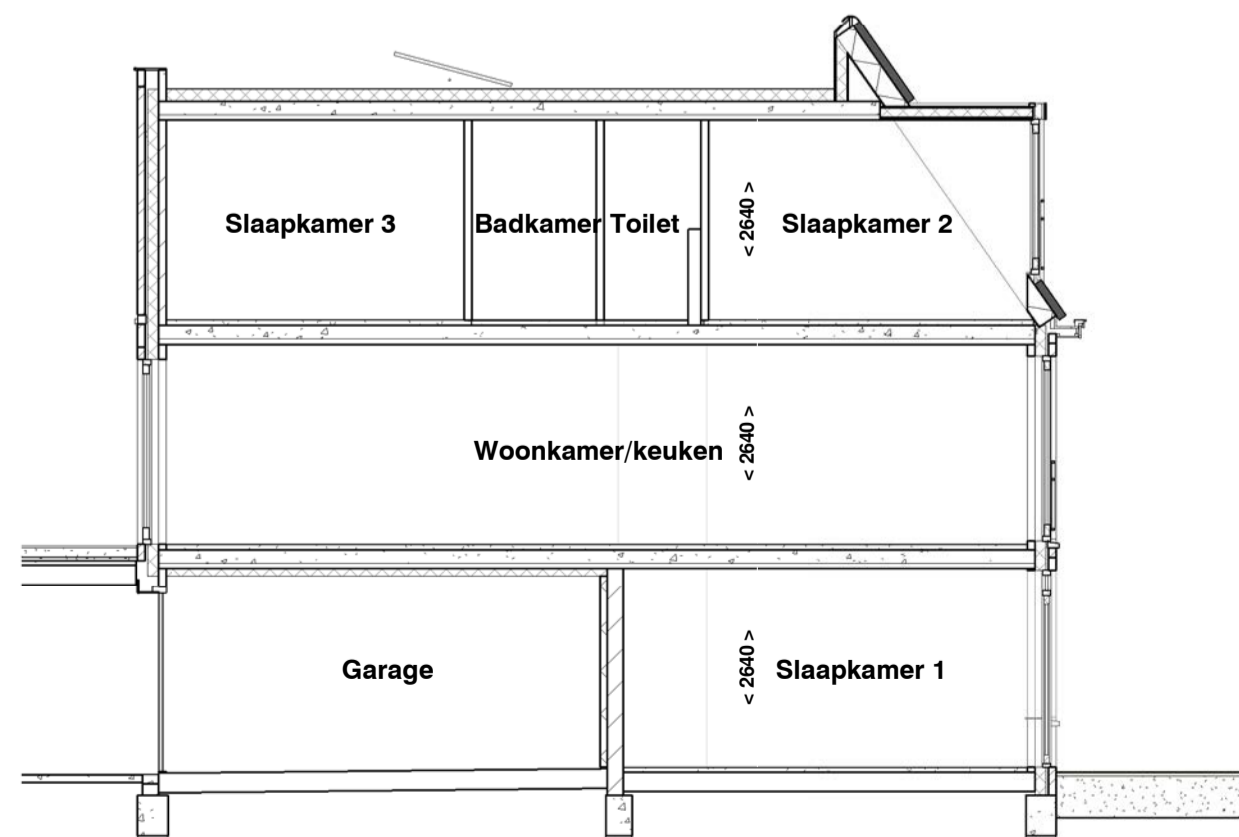 Slaapkamer 3
Badkamer
Toilet
< 2640 >
Slaapkamer 2
Woonkamer/keuken
< 2640 >
Garage
< 2640 >
Slaapkamer 1